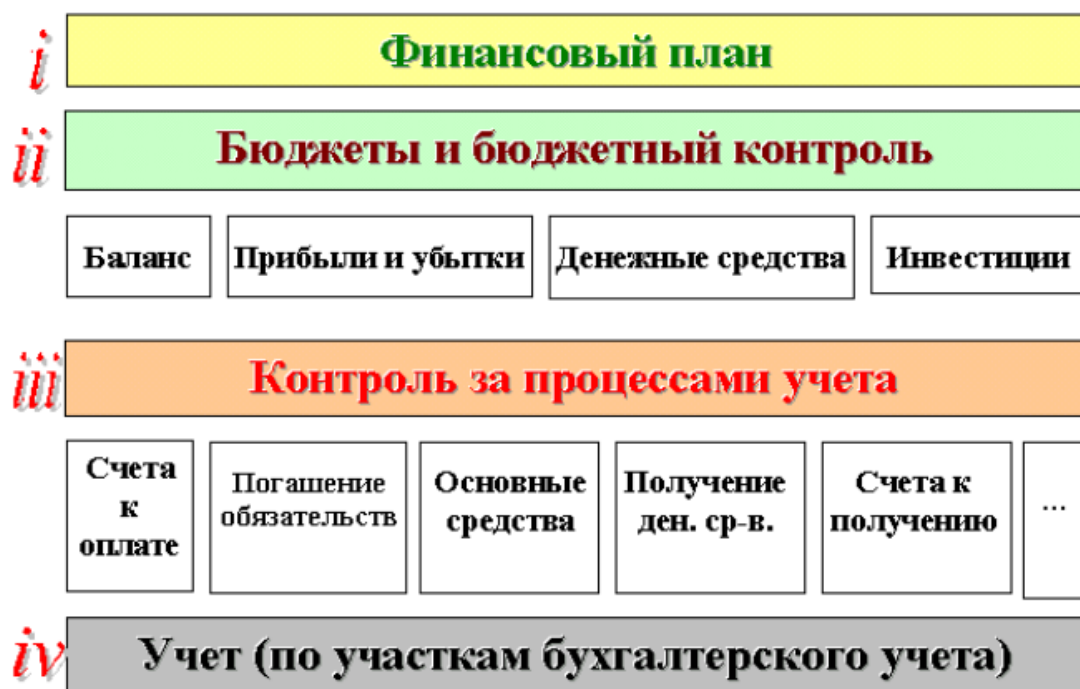 i
Финансовый план
ii
Бюджеты и бюджетный контроль
Баланс
Прибыли и убытки
Денежные средства
Инвестиции
iii
Контроль за процессами учета
Счета
к
оплате
Погашение
обязательств
Основные
средства
Получение
ден. ср-в.
Счета к
получению
...
iv
Учет (по участкам бухгалтерского учета)